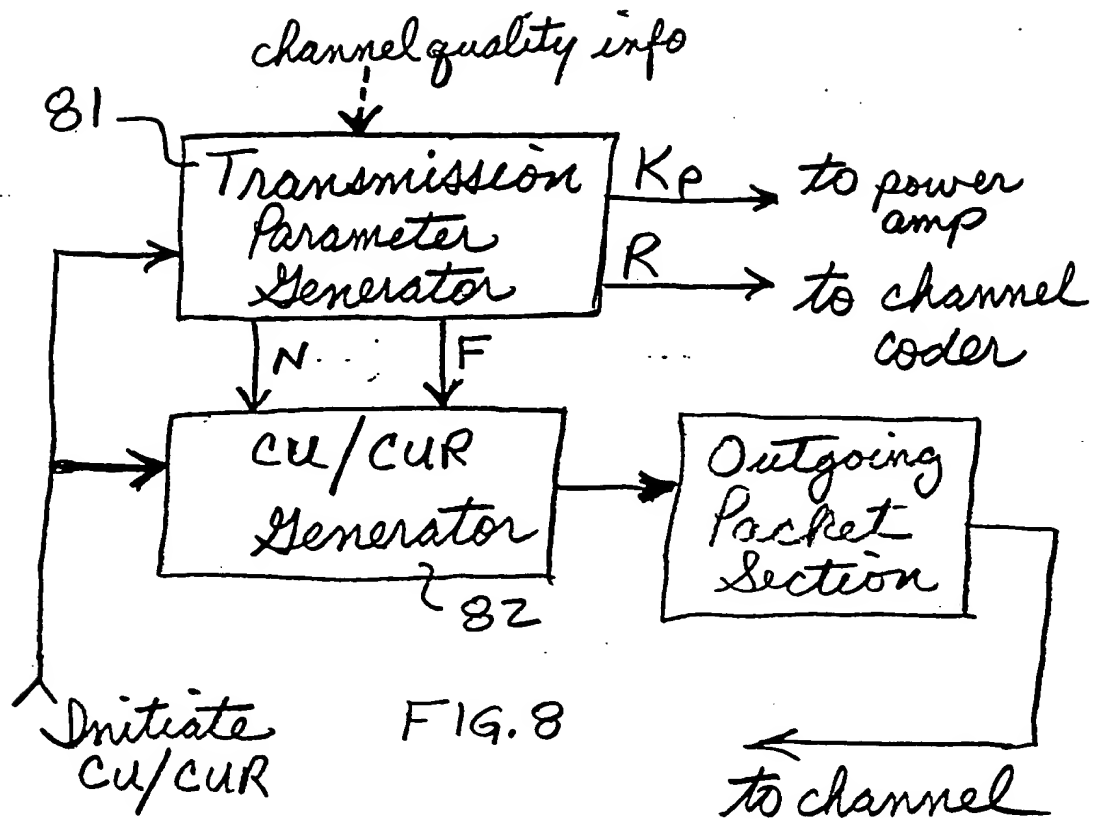 channel quality info
81
Transmission
Parameter
Generator
Kp
to power
amp
R
to channel
coder
N
F
CU/CUR
Generator
82
Outgoing
Packet
Section
Initiate
CU/CUR
FIG. 8
to channel